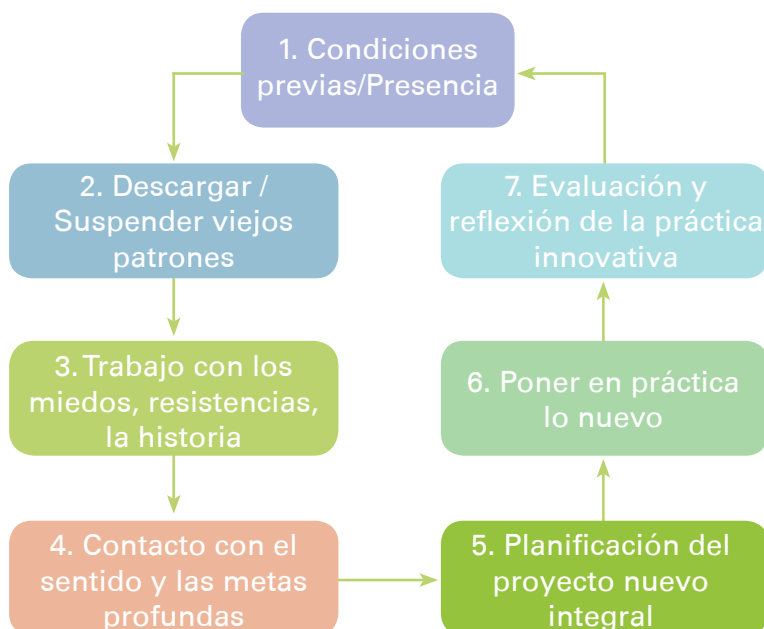 1. Condiciones
previas/Presencia
2. Descargar /
Suspender viejos
patrones
3. Trabajo con los
miedos, resistencias,
la historia
4. Contacto con el
sentido y las metas
profundas
5. Planificación del
proyecto nuevo
integral
6. Poner en práctica
lo nuevo
7. Evaluación y
reflexión de la práctica
innovativa